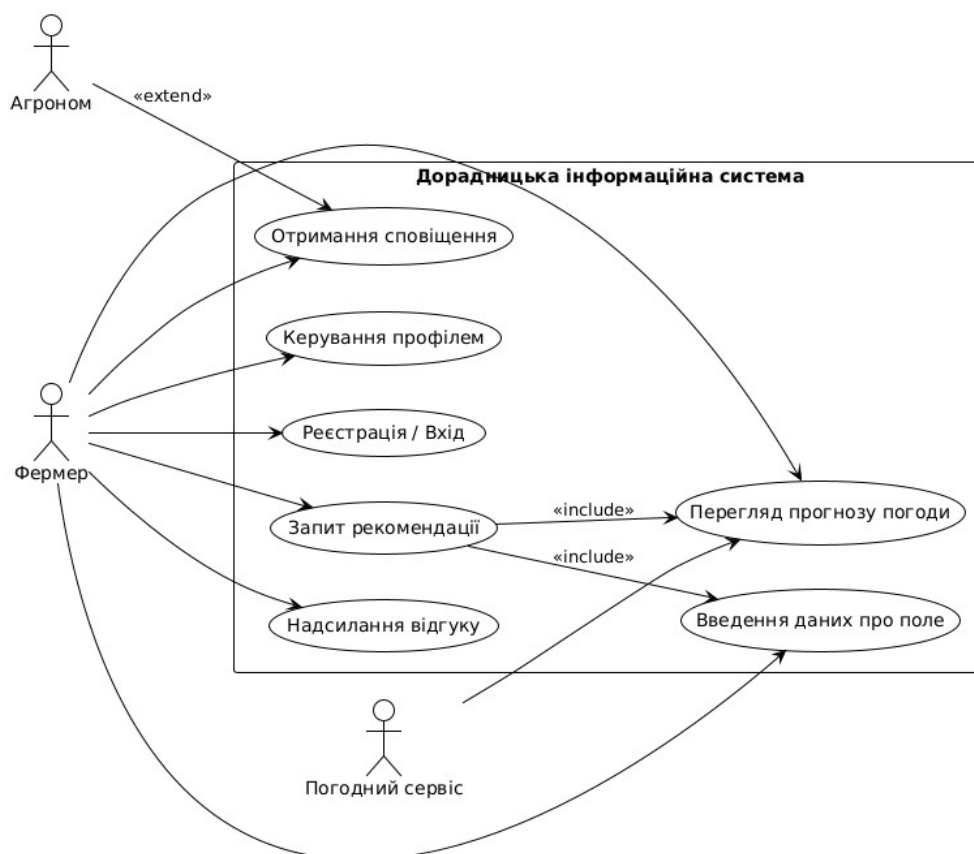 Агроном
«extend»
Дорадницька інформаційна система
Отримання сповіщення
Керування профілем
Реєстрація / Вхід
Фермер
Запит рекомендації
«include»
Перегляд прогнозу погоди
«include»
Надсилання відгуку
Введення даних про поле
Погодний сервіс